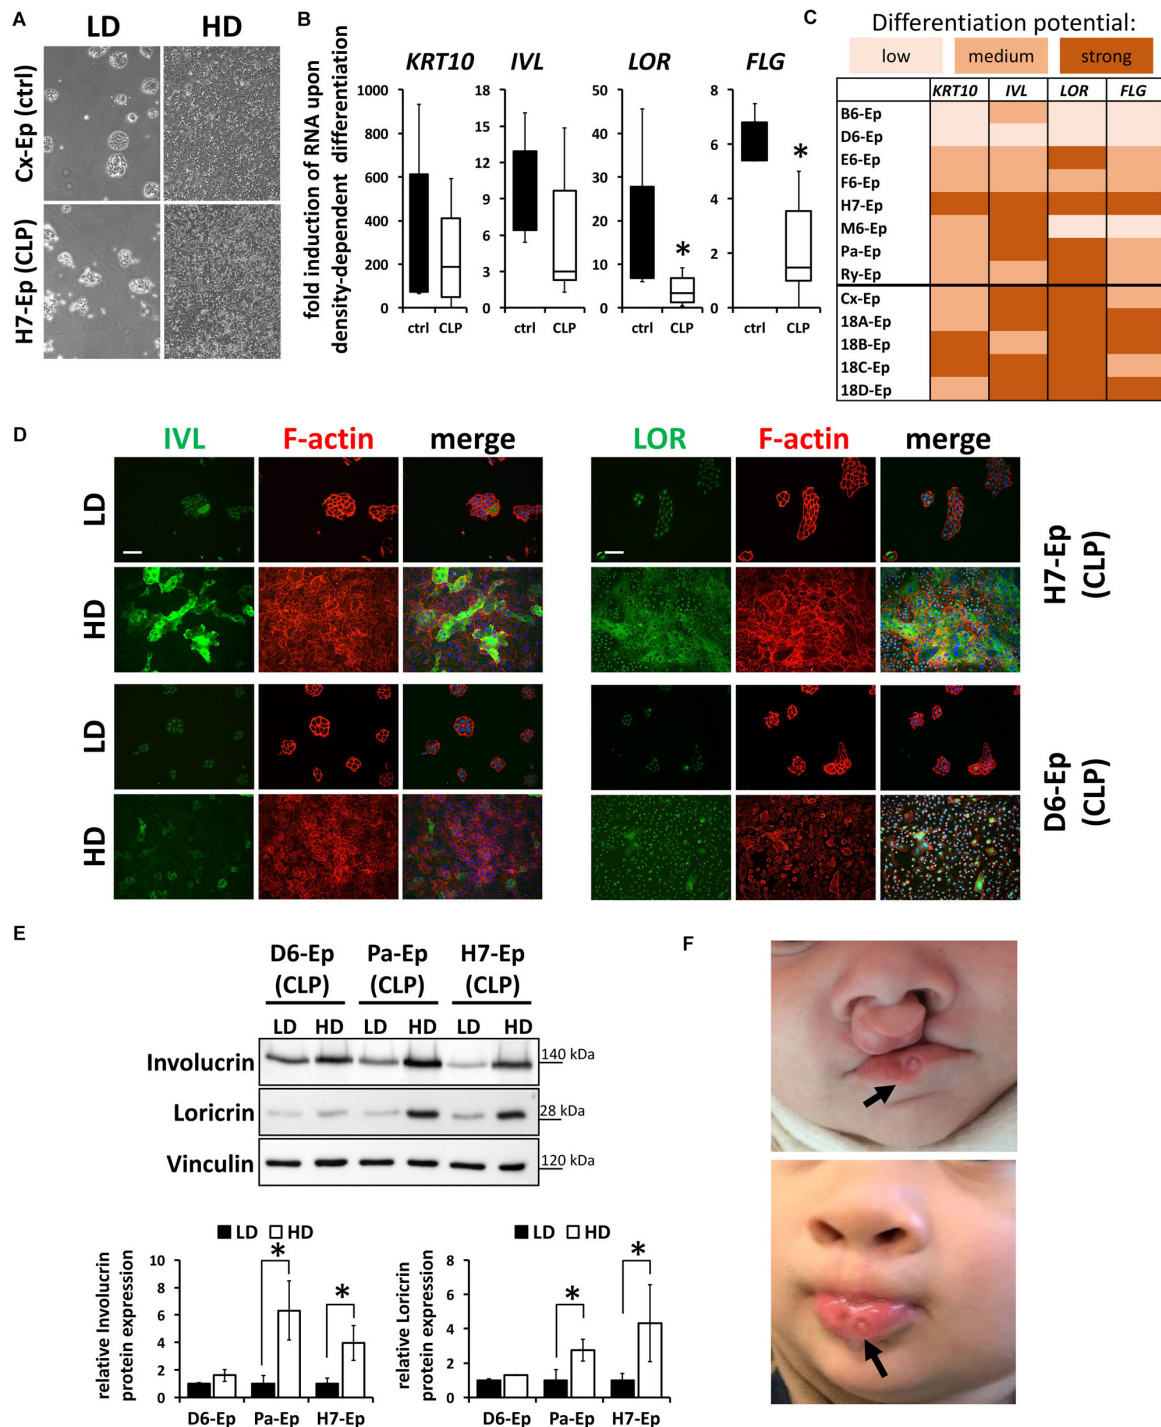 A
LD
HD
Cx-Ep (ctrl)
H7-Ep (CLP)
B
fold induction of RNA upon
density-dependent differentiation
KRT10
IVL
LOR
FLG
1000
800
600
400
200
0
ctrl
CLP
18
15
12
9
6
3
0
ctrl
CLP
50
40
30
20
10
0
*
ctrl
CLP
8
6
4
2
0
*
ctrl
CLP
C
Differentiation potential:
low
medium
strong
KRT10 IVL LOR FLG
B6-Ep
D6-Ep
E6-Ep
F6-Ep
H7-Ep
M6-Ep
Pa-Ep
Ry-Ep
Cx-Ep
18A-Ep
18B-Ep
18C-Ep
18D-Ep
D
IVL
F-actin
merge
LOR
F-actin
merge
LD
HD
H7-Ep
(CLP)
LD
HD
D6-Ep
(CLP)
E
D6-Ep
(CLP)
Pa-Ep
(CLP)
H7-Ep
(CLP)
LD HD LD HD LD HD
Involucrin
140 kDa
Loricrin
28 kDa
Vinculin
120 kDa
relative Involucrin
protein expression
LD HD
10
8
6
4
2
0
*
*
D6-Ep Pa-Ep H7-Ep
relative Loricrin
protein expression
LD HD
8
6
4
2
0
*
*
D6-Ep Pa-Ep H7-Ep
F